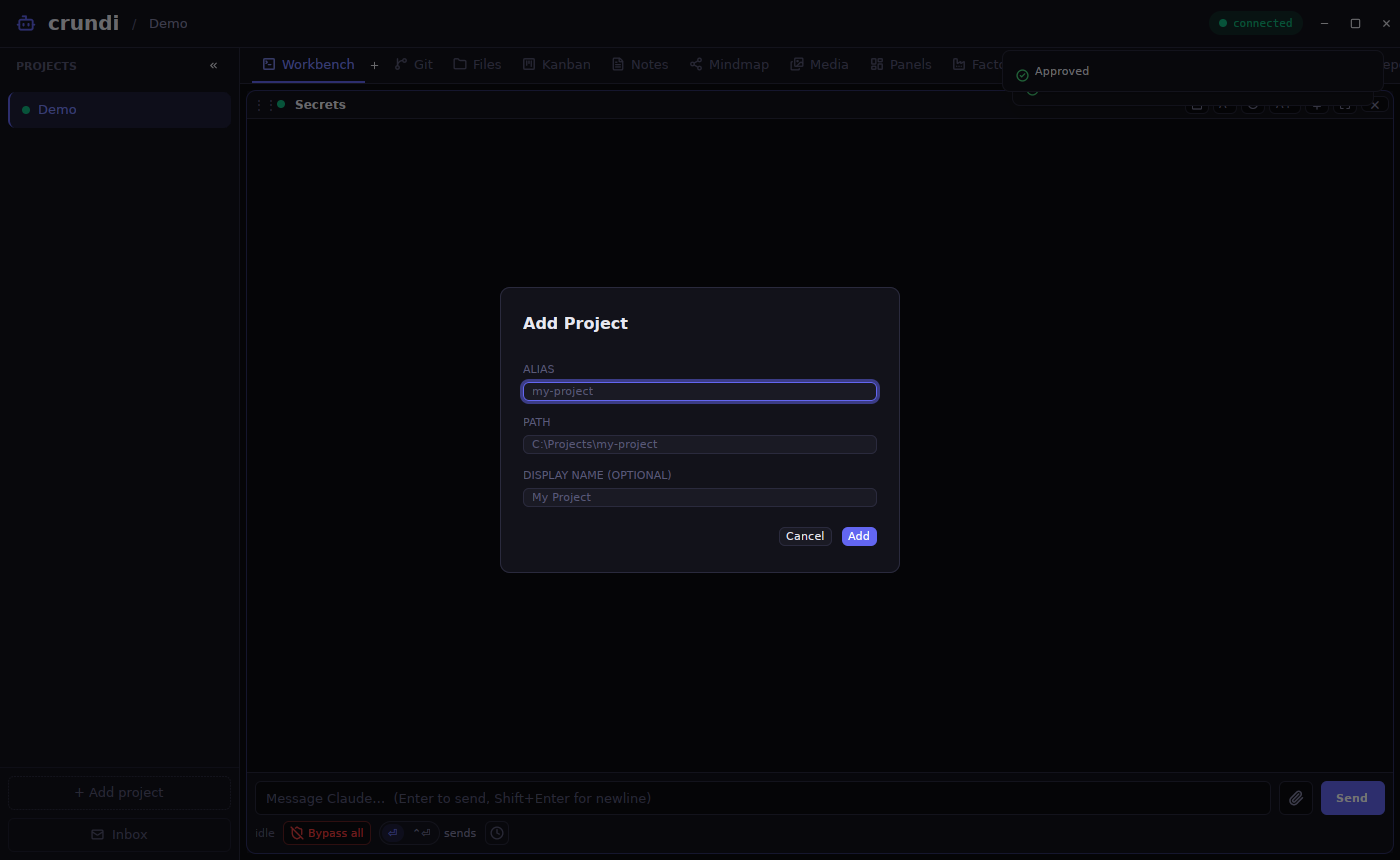 crundi / Demo
connected
PROJECTS «
Workbench + Git Files Kanban Notes Mindmap Media Panels
Approved
Demo
Secrets
Add Project
ALIAS
my-project
PATH
C:\Projects\my-project
DISPLAY NAME (OPTIONAL)
My Project
Cancel Add
+ Add project
Inbox
Message Claude... (Enter to send, Shift+Enter for newline)
Send
idle Bypass all ⏎ ^⏎ sends